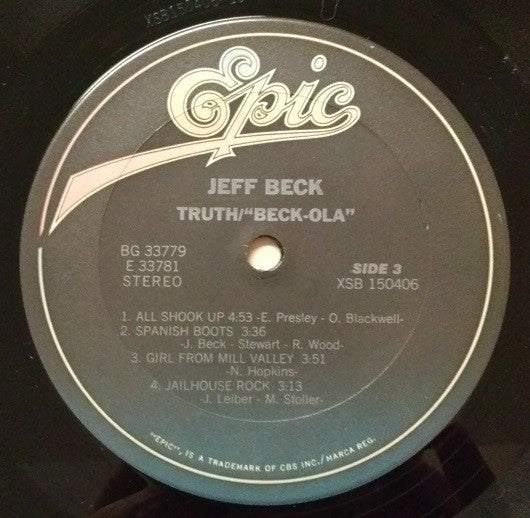 XSB150406
Epic
JEFF BECK
TRUTH/"BECK-OLA"
BG 33779
E 33781
STEREO
SIDE 3
XSB 150406
1. ALL SHOOK UP 4:53 -E. Presley - O. Blackwell-
2. SPANISH BOOTS 3:36
-J. Beck - Stewart - R. Wood-
3. GIRL FROM MILL VALLEY 3:51
-N. Hopkins-
4. JAILHOUSE ROCK 3:13
-J. Leiber - M. Stoller-
"EPIC", IS A TRADEMARK OF CBS INC./MARCA REG.